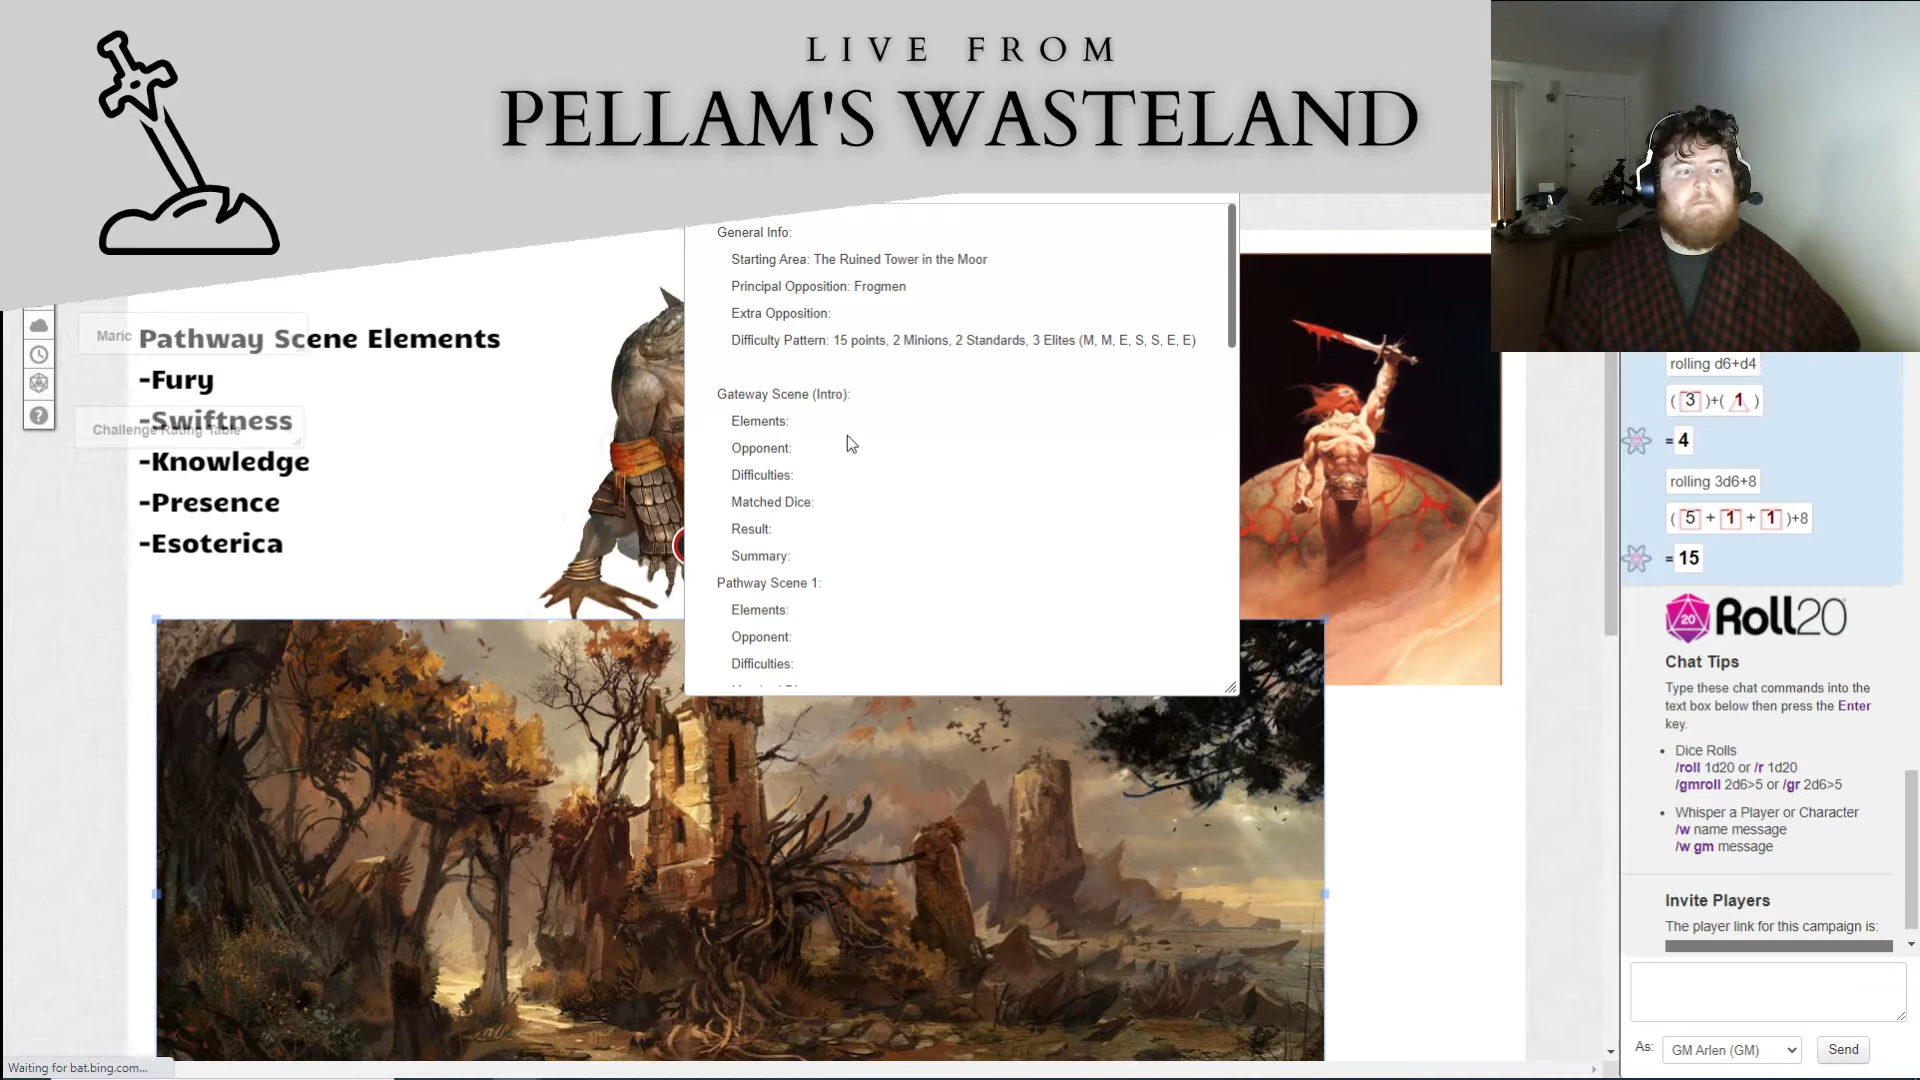 LIVE FROM
PELLAM'S WASTELAND
Maric
Pathway Scene Elements
-Fury
-Swiftness
Challenge Rating Table
-Knowledge
-Presence
-Esoterica
General Info:
Starting Area: The Ruined Tower in the Moor
Principal Opposition: Frogmen
Extra Opposition:
Difficulty Pattern: 15 points, 2 Minions, 2 Standards, 3 Elites (M, M, E, S, S, E, E)
Gateway Scene (Intro):
Elements:
Opponent:
Difficulties:
Matched Dice:
Result:
Summary:
Pathway Scene 1:
Elements:
Opponent:
Difficulties:
rolling d6+d4
( 3 )+( 1 )
= 4
rolling 3d6+8
( 5 + 1 + 1 )+8
= 15
20 Roll20
Chat Tips
Type these chat commands into the
text box below then press the Enter
key.
• Dice Rolls
/roll 1d20 or /r 1d20
/gmroll 2d6>5 or /gr 2d6>5
• Whisper a Player or Character
/w name message
/w gm message
Invite Players
The player link for this campaign is:
As: GM Arlen (GM) Send
Waiting for bat.bing.com...